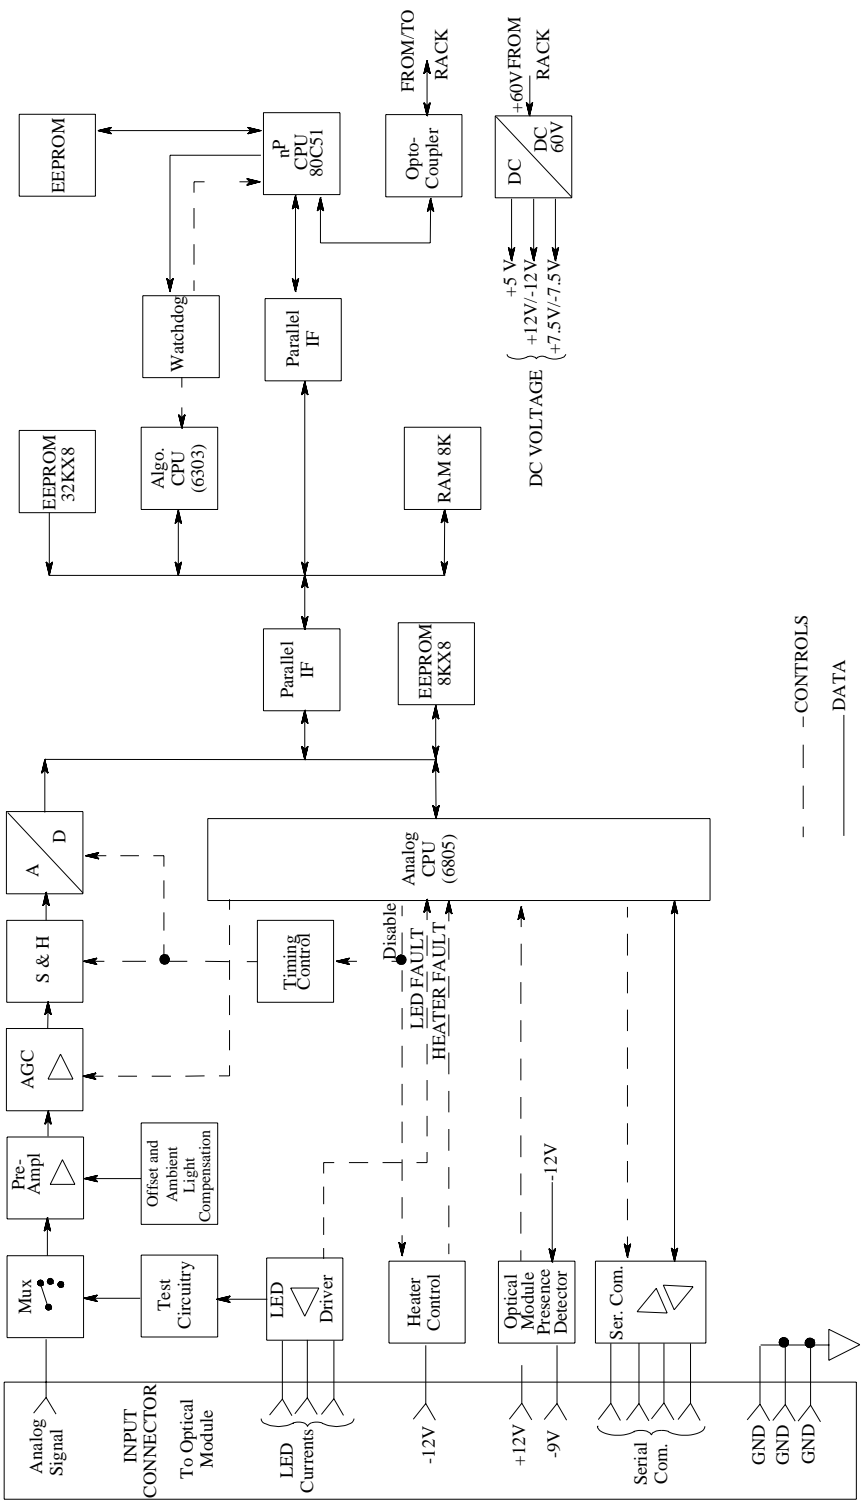 Analog
Signal
INPUT
CONNECTOR
To Optical
Module
LED
Currents
-12V
+12V
-9V
Serial
Com.
GND
GND
GND
Mux
Test
Circuitry
LED
Driver
Heater
Control
Optical
Module
Presence
Detector
Ser. Com.
-12V
Pre-
Ampl
Offset and
Ambient
Light
Compensation
AGC
S & H
Timing
Control
Disable
LED FAULT
HEATER FAULT
A
D
Analog
CPU
(6805)
Parallel
IF
EEPROM
8KX8
CONTROLS
DATA
EEPROM
32KX8
Algo.
CPU
(6303)
RAM 8K
Watchdog
Parallel
IF
DC VOLTAGE
+5 V
+12V/-12V
+7.5V/-7.5V
EEPROM
nP
CPU
80C51
Opto-
Coupler
DC
DC
60V
FROM/TO
RACK
+60VFROM
RACK